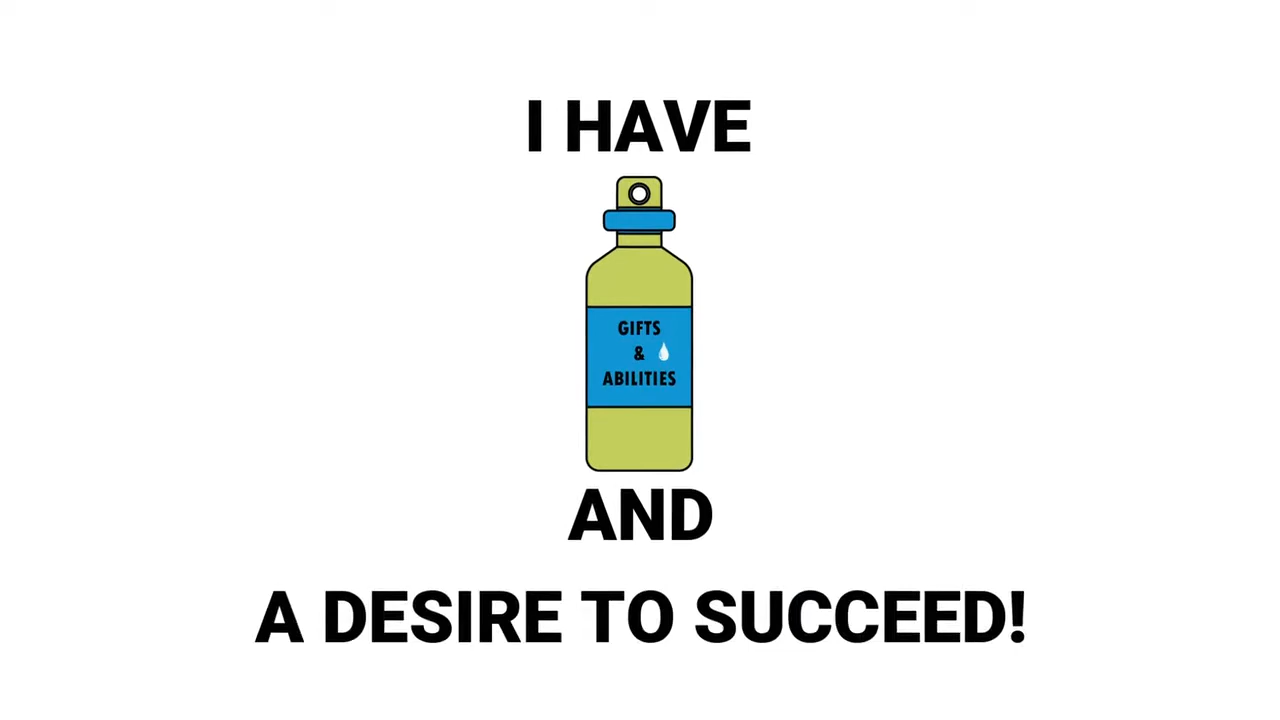 I HAVE
GIFTS
&
ABILITIES
AND
A DESIRE TO SUCCEED!